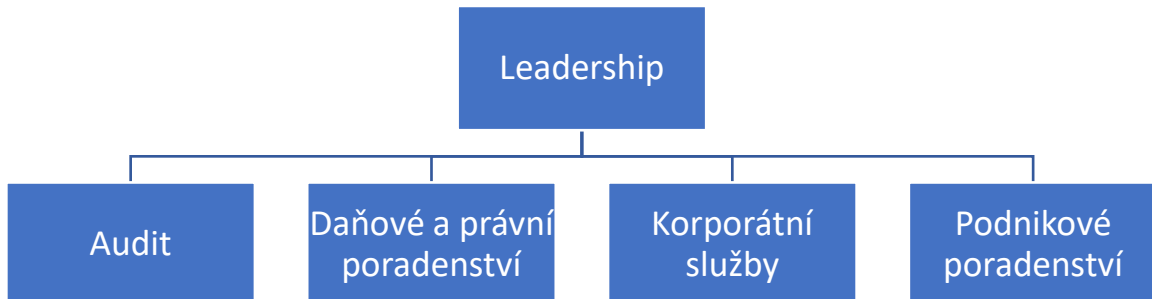 Leadership
Audit
Daňové a právní
poradenství
Korporátní
služby
Podnikové
poradenství